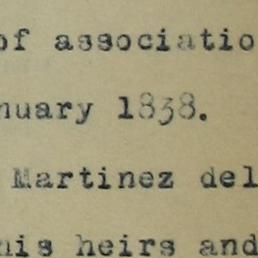 of associatio
nuary 1838.
Martinez del
his heirs and